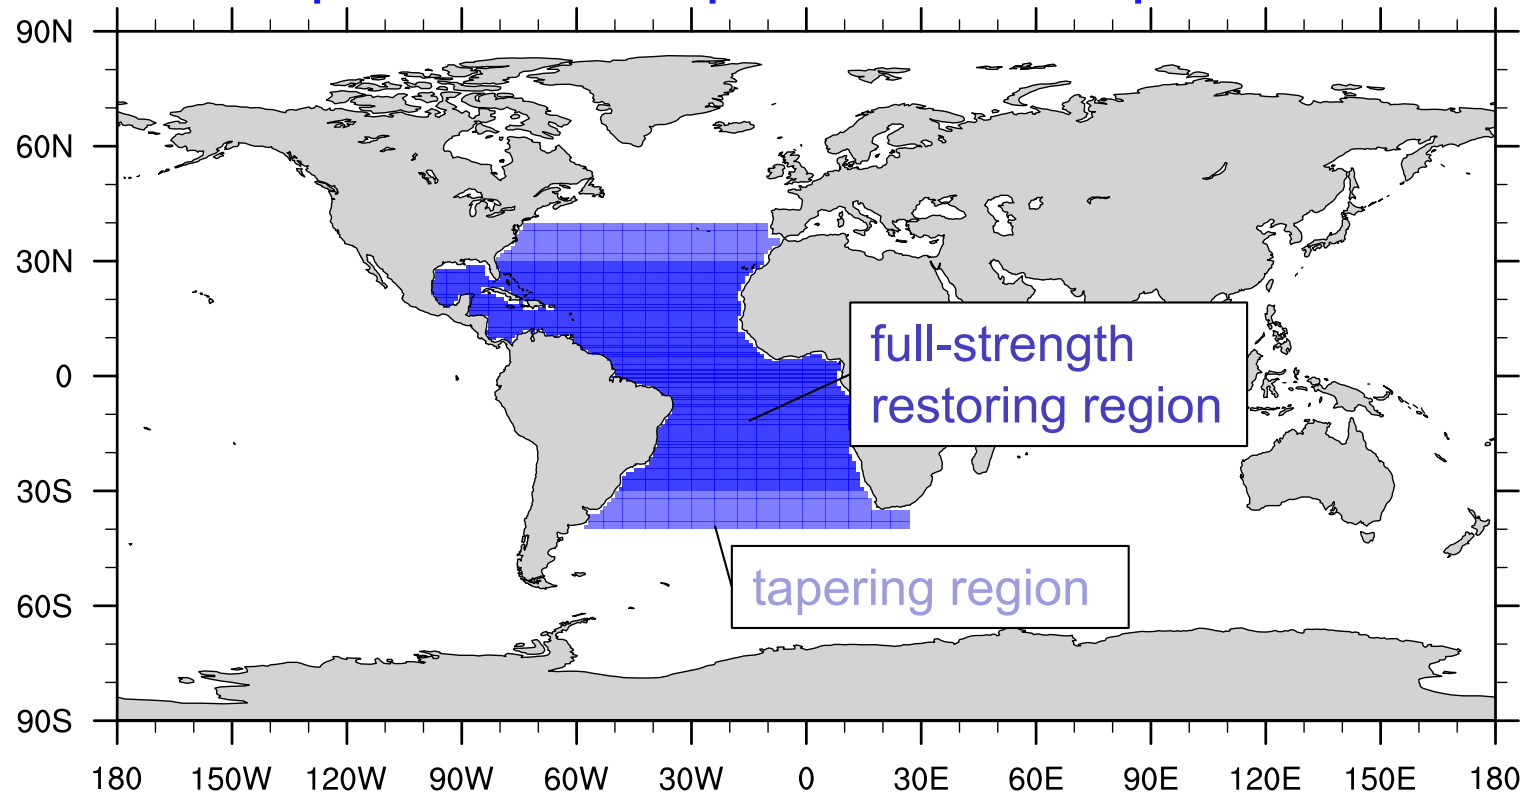 90N
60N
30N
0
30S
60S
90S
full-strength
restoring region
tapering region
180 150W 120W 90W 60W 30W 0 30E 60E 90E 120E 150E 180